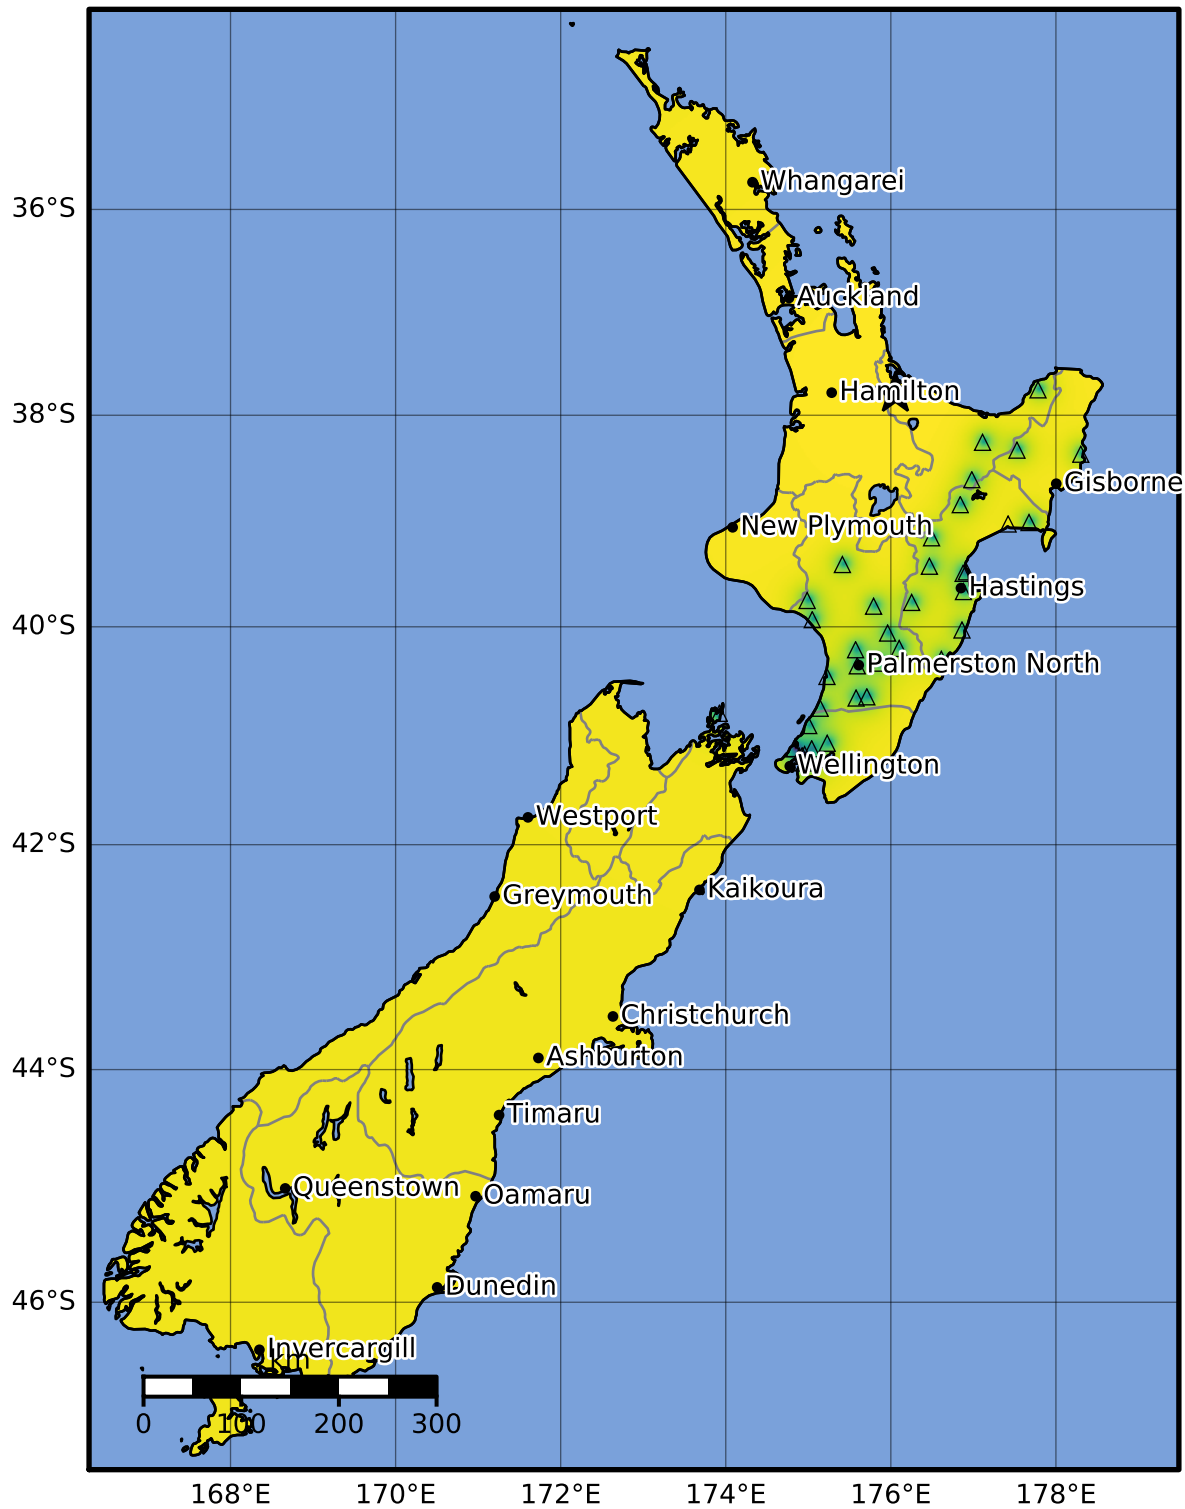 Whangarei
36°S
Auckland
Hamilton
38°S
Gisborne
New Plymouth
Hastings
40°S
Palmerston North
Wellington
Westport
42°S
Kaikoura
Greymouth
Christchurch
Ashburton
44°S
Timaru
Queenstown
Oamaru
Dunedin
46°S
Invercargill
km
0 100 200 300
168°E 170°E 172°E 174°E 176°E 178°E